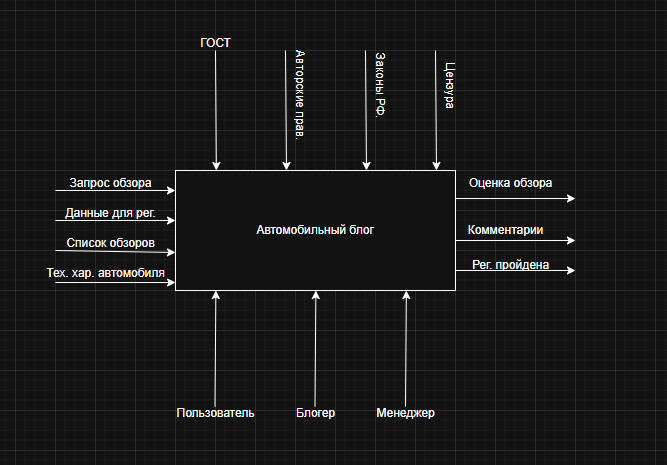 ГОСТ
Авторские прав.
Законы РФ.
Цензура
Запрос обзора
Данные для рег.
Список обзоров
Тех. хар. автомобиля
Автомобильный блог
Оценка обзора
Комментарии
Рег. пройдена
Пользователь
Блогер
Менеджер